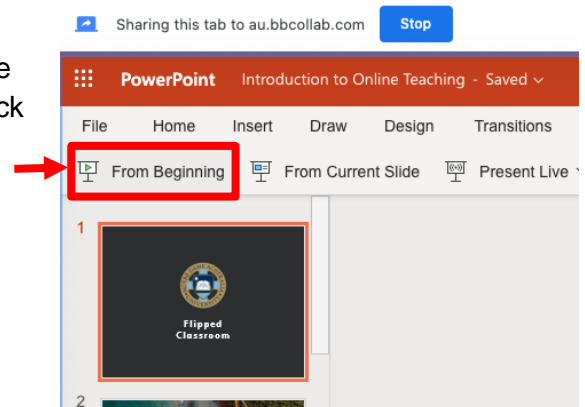 Sharing this tab to au.bbcollab.com Stop
PowerPoint Introduction to Online Teaching - Saved
File Home Insert Draw Design Transitions
From Beginning From Current Slide Present Live
1
Flipped
Classroom
2